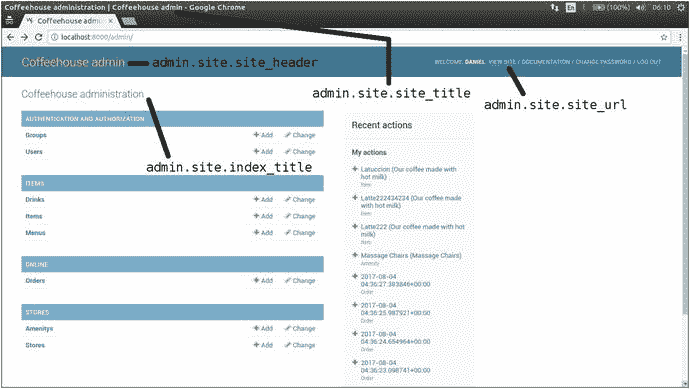 Coffeehouse administration | Coffeehouse admin - Google Chrome
En
(100%)
06:10
Coffeehouse admin
localhost:8000/admin/
Coffeehouse admin
admin.site.site_header
WELCOME, DANIEL. VIEW SITE / DOCUMENTATION / CHANGE PASSWORD / LOG OUT
Coffeehouse administration
admin.site.site_title
admin.site.site_url
AUTHENTICATION AND AUTHORIZATION
Groups
Add
Change
Users
Add
Change
admin.site.index_title
ITEMS
Drinks
Add
Change
Items
Add
Change
Menus
Add
Change
ONLINE
Orders
Add
Change
STORES
Amenitys
Add
Change
Stores
Add
Change
Recent actions
My actions
Latuccion (Our coffee made with
hot milk)
Item
Latte222434234 (Our coffee
made with hot milk)
Item
Latte222 (Our coffee made with
hot milk)
Item
Massage Chairs (Massage Chairs)
Amenity
2017-08-04
04:36:27.383846+00:00
Order
2017-08-04
04:36:25.987921+00:00
Order
2017-08-04
04:36:24.654964+00:00
Order
2017-08-04
04:36:23.098741+00:00
Order